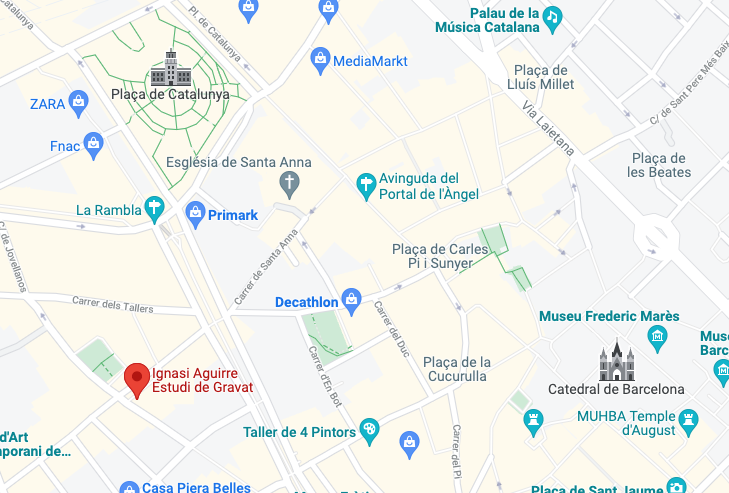 Catalunya
Pl. de Catalunya
Palau de la
Música Catalana
MediaMarkt
Plaça de
Lluís Millet
Plaça de Catalunya
ZARA
C/ de Sant Pere Més Baix
Via Laietana
Fnac
Església de Santa Anna
Plaça de
les Beates
Avinguda del
Portal de l'Àngel
La Rambla
Primark
C/ de Jovellanos
Carrer de Santa Anna
Plaça de Carles
Pi i Sunyer
Carrer dels Tallers
Decathlon
Museu Frederic Marès
Carrer del Duc
Carrer d'En Bot
Plaça de la
Cucurulla
Ignasi Aguirre
Estudi de Gravat
Catedral de Barcelona
MUHBA Temple
d'August
Taller de 4 Pintors
Carrer del Pi
d'Art
Casa Piera Belles
Plaça de Sant Jaume